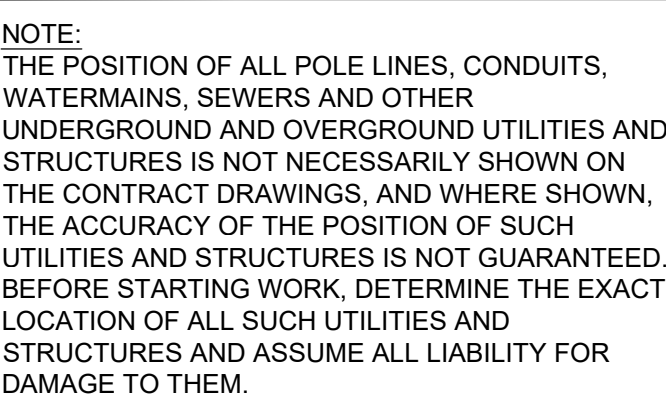 NOTE:
THE POSITION OF ALL POLE LINES, CONDUITS,
WATERMAINS, SEWERS AND OTHER
UNDERGROUND AND OVERGROUND UTILITIES AND
STRUCTURES IS NOT NECESSARILY SHOWN ON
THE CONTRACT DRAWINGS, AND WHERE SHOWN,
THE ACCURACY OF THE POSITION OF SUCH
UTILITIES AND STRUCTURES IS NOT GUARANTEED.
BEFORE STARTING WORK, DETERMINE THE EXACT
LOCATION OF ALL SUCH UTILITIES AND
STRUCTURES AND ASSUME ALL LIABILITY FOR
DAMAGE TO THEM.